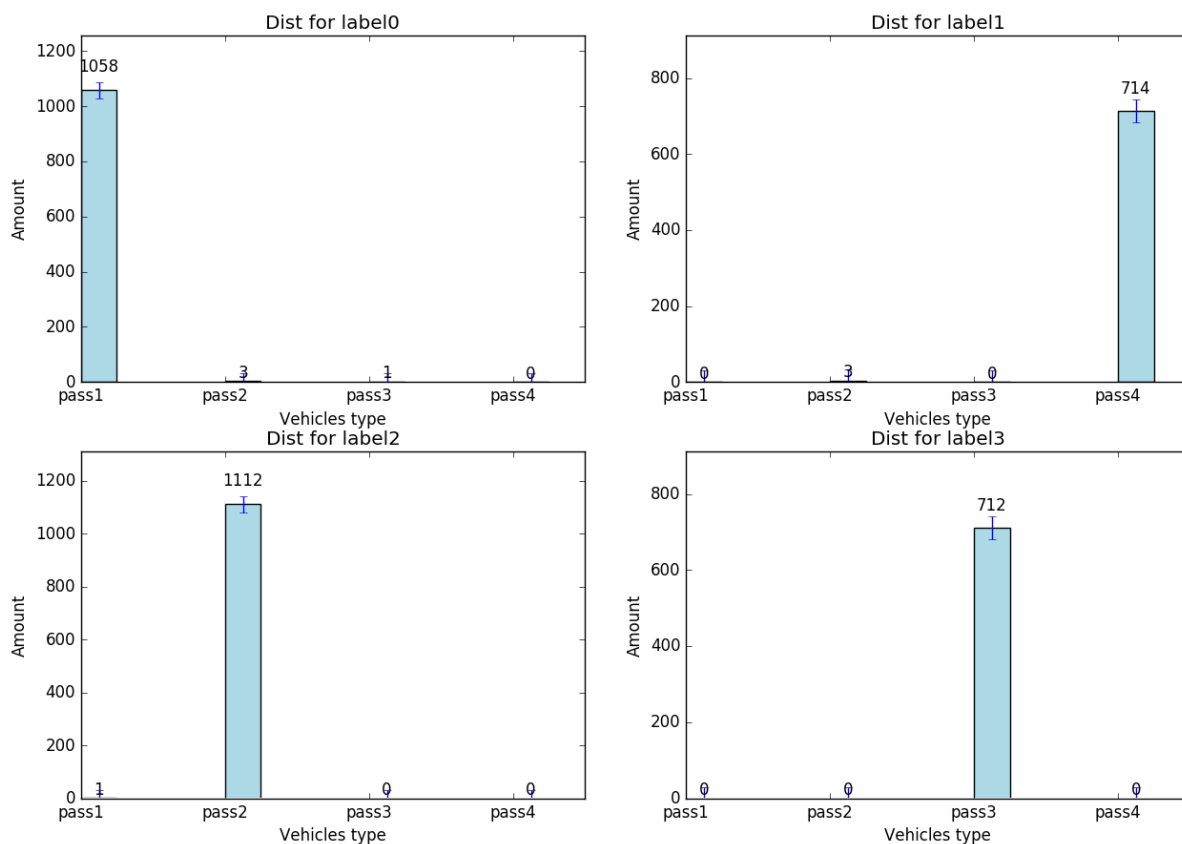 Dist for label0
1200
1000
800
600
400
200
0
Amount
1058
3
1
0
pass1 pass2 pass3 pass4
Vehicles type
Dist for label1
800
600
400
200
0
Amount
0
3
0
714
pass1 pass2 pass3 pass4
Vehicles type
Dist for label2
1200
1000
800
600
400
200
0
Amount
1
1112
0
0
pass1 pass2 pass3 pass4
Vehicles type
Dist for label3
800
600
400
200
0
Amount
0
0
712
0
pass1 pass2 pass3 pass4
Vehicles type